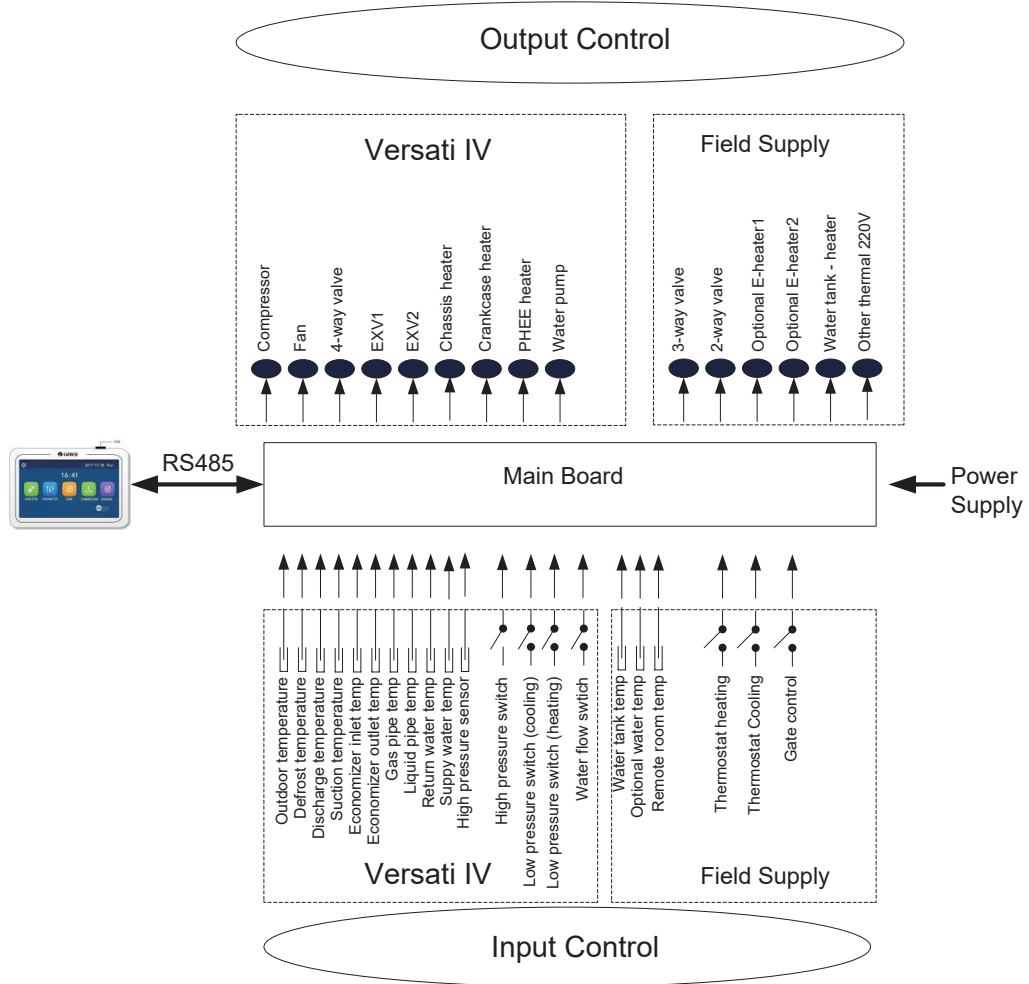 Output Control
Versati IV
Field Supply
Compressor
Fan
4-way valve
EXV1
EXV2
Chassis heater
Crankcase heater
PHEE heater
Water pump
3-way valve
2-way valve
Optional E-heater1
Optional E-heater2
Water tank - heater
Other thermal 220V
GREE
16:41
RS485
Main Board
Power
Supply
Outdoor temperature
Defrost temperature
Discharge temperature
Suction temperature
Economizer inlet temp
Economizer outlet temp
Gas pipe temp
Liquid pipe temp
Return water temp
Suppy water temp
High pressure sensor
High pressure switch
Low pressure switch (cooling)
Low pressure switch (heating)
Water flow swtich
Water tank temp
Optional water temp
Remote room temp
Thermostat heating
Thermostat Cooling
Gate control
Versati IV
Field Supply
Input Control